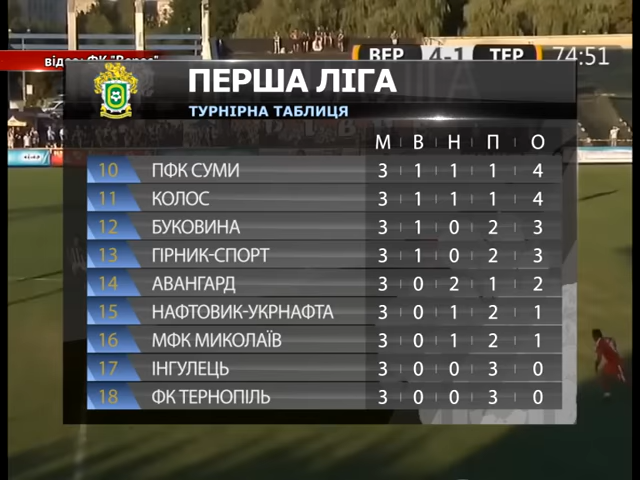 ВЕР 4-1 ТЕР 74:51
відео: ФК "Верес"
ПЕРША ЛІГА
ТУРНІРНА ТАБЛИЦЯ
М В Н П О
10 ПФК СУМИ 3 1 1 1 4
11 КОЛОС 3 1 1 1 4
12 БУКОВИНА 3 1 0 2 3
13 ГІРНИК-СПОРТ 3 1 0 2 3
14 АВАНГАРД 3 0 2 1 2
15 НАФТОВИК-УКРНАФТА 3 0 1 2 1
16 МФК МИКОЛАЇВ 3 0 1 2 1
17 ІНГУЛЕЦЬ 3 0 0 3 0
18 ФК ТЕРНОПІЛЬ 3 0 0 3 0